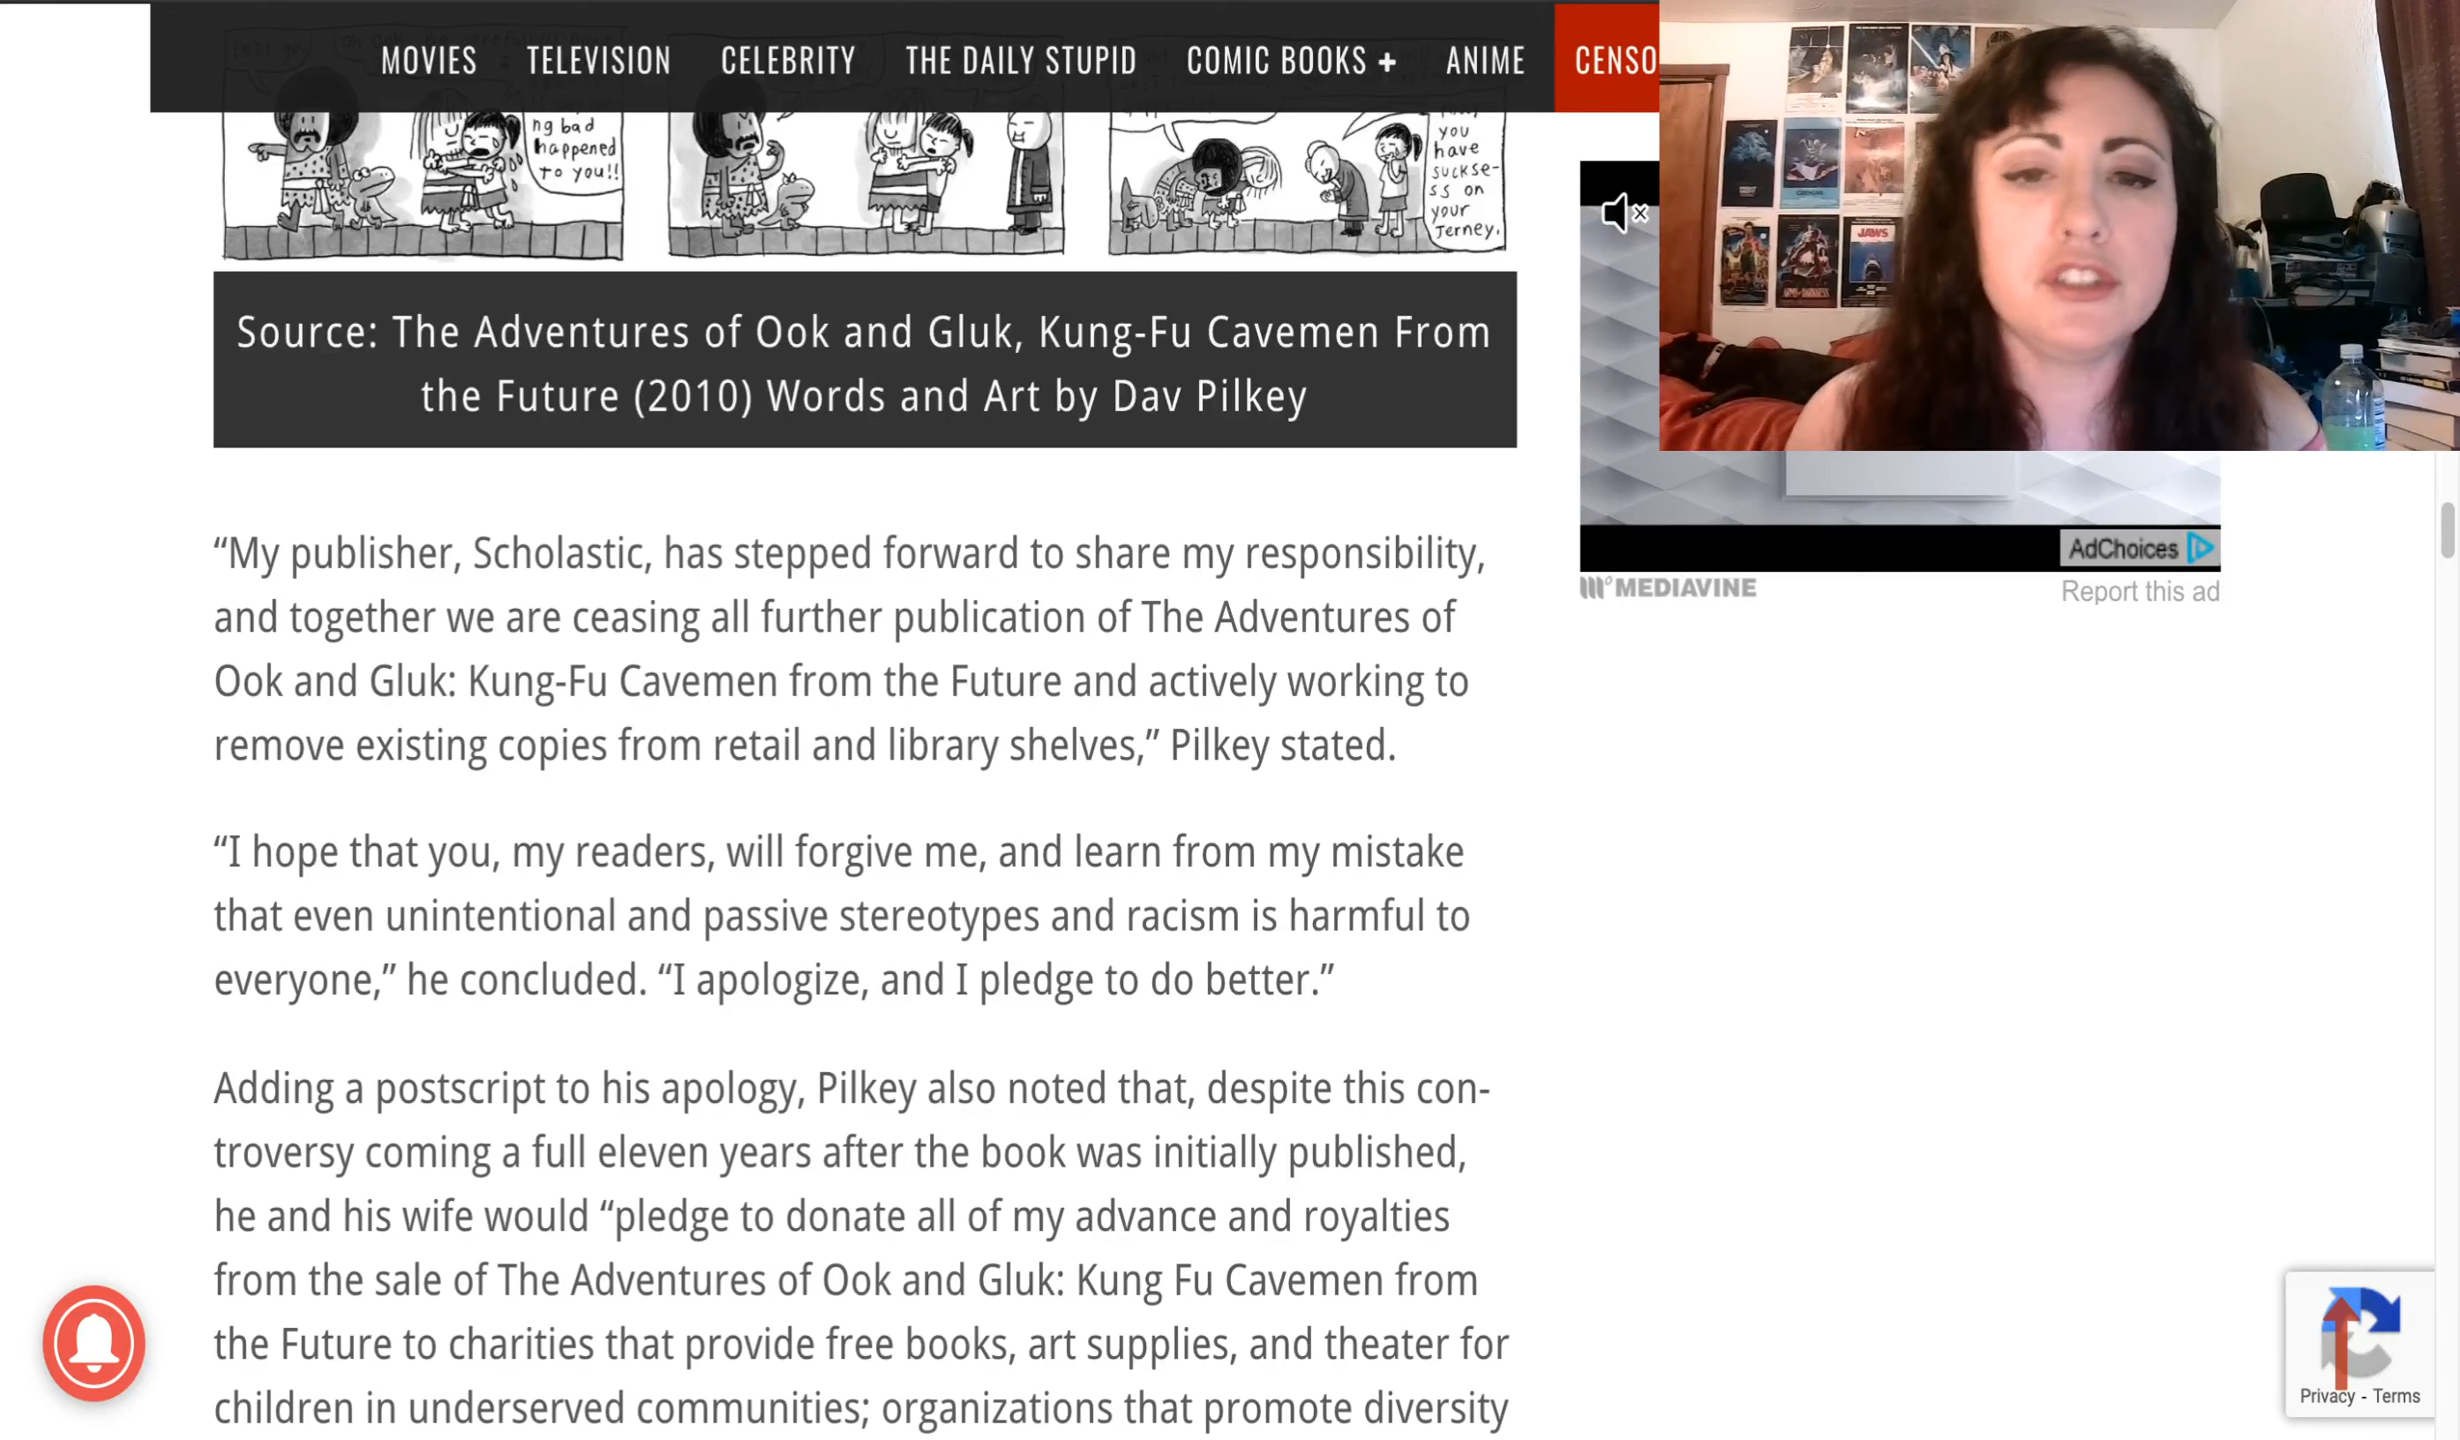 MOVIES TELEVISION CELEBRITY THE DAILY STUPID COMIC BOOKS + ANIME CENSO
ng bad
happened
to you!!
you
have
suckse-
ss on
your
Jerney.
Source: The Adventures of Ook and Gluk, Kung-Fu Cavemen From
the Future (2010) Words and Art by Dav Pilkey
JAWS
“My publisher, Scholastic, has stepped forward to share my responsibility,
and together we are ceasing all further publication of The Adventures of
Ook and Gluk: Kung-Fu Cavemen from the Future and actively working to
remove existing copies from retail and library shelves,” Pilkey stated.
“I hope that you, my readers, will forgive me, and learn from my mistake
that even unintentional and passive stereotypes and racism is harmful to
everyone,” he concluded. “I apologize, and I pledge to do better.”
Adding a postscript to his apology, Pilkey also noted that, despite this con-
troversy coming a full eleven years after the book was initially published,
he and his wife would “pledge to donate all of my advance and royalties
from the sale of The Adventures of Ook and Gluk: Kung Fu Cavemen from
the Future to charities that provide free books, art supplies, and theater for
children in underserved communities; organizations that promote diversity
AdChoices
MEDIAVINE
Report this ad
Privacy - Terms